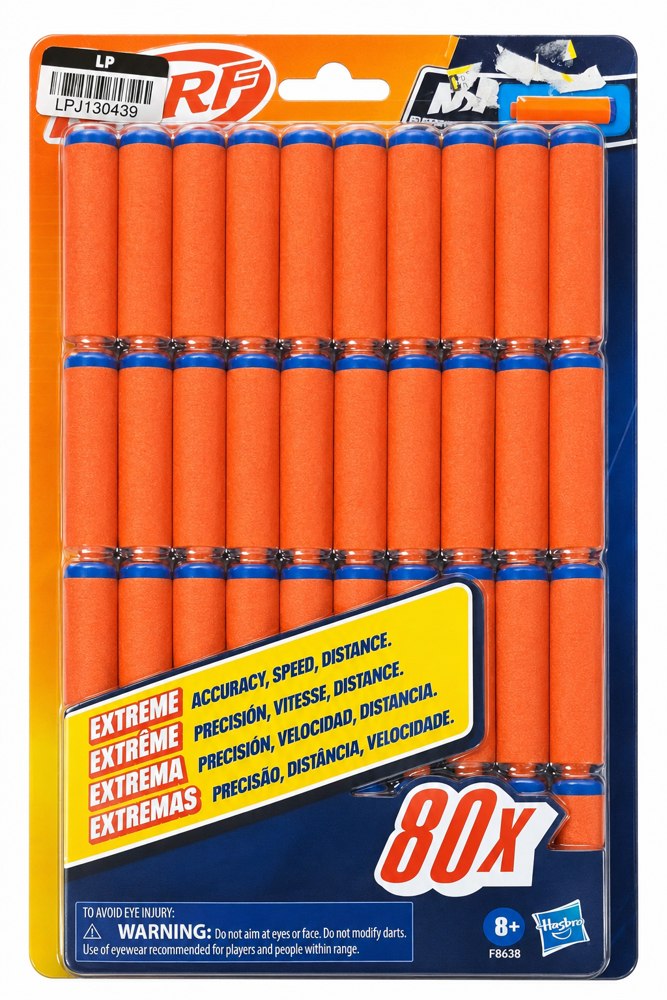 LP
LPJ130439
RF
EXTREME ACCURACY, SPEED, DISTANCE.
EXTRÊME PRECISIÓN, VITESSE, DISTANCE.
EXTREMA PRECISIÓN, VELOCIDAD, DISTANCIA.
EXTREMAS PRECISÃO, DISTÂNCIA, VELOCIDADE.
80X
TO AVOID EYE INJURY:
WARNING: Do not aim at eyes or face. Do not modify darts.
Use of eyewear recommended for players and people within range.
8+
Hasbro
F8638